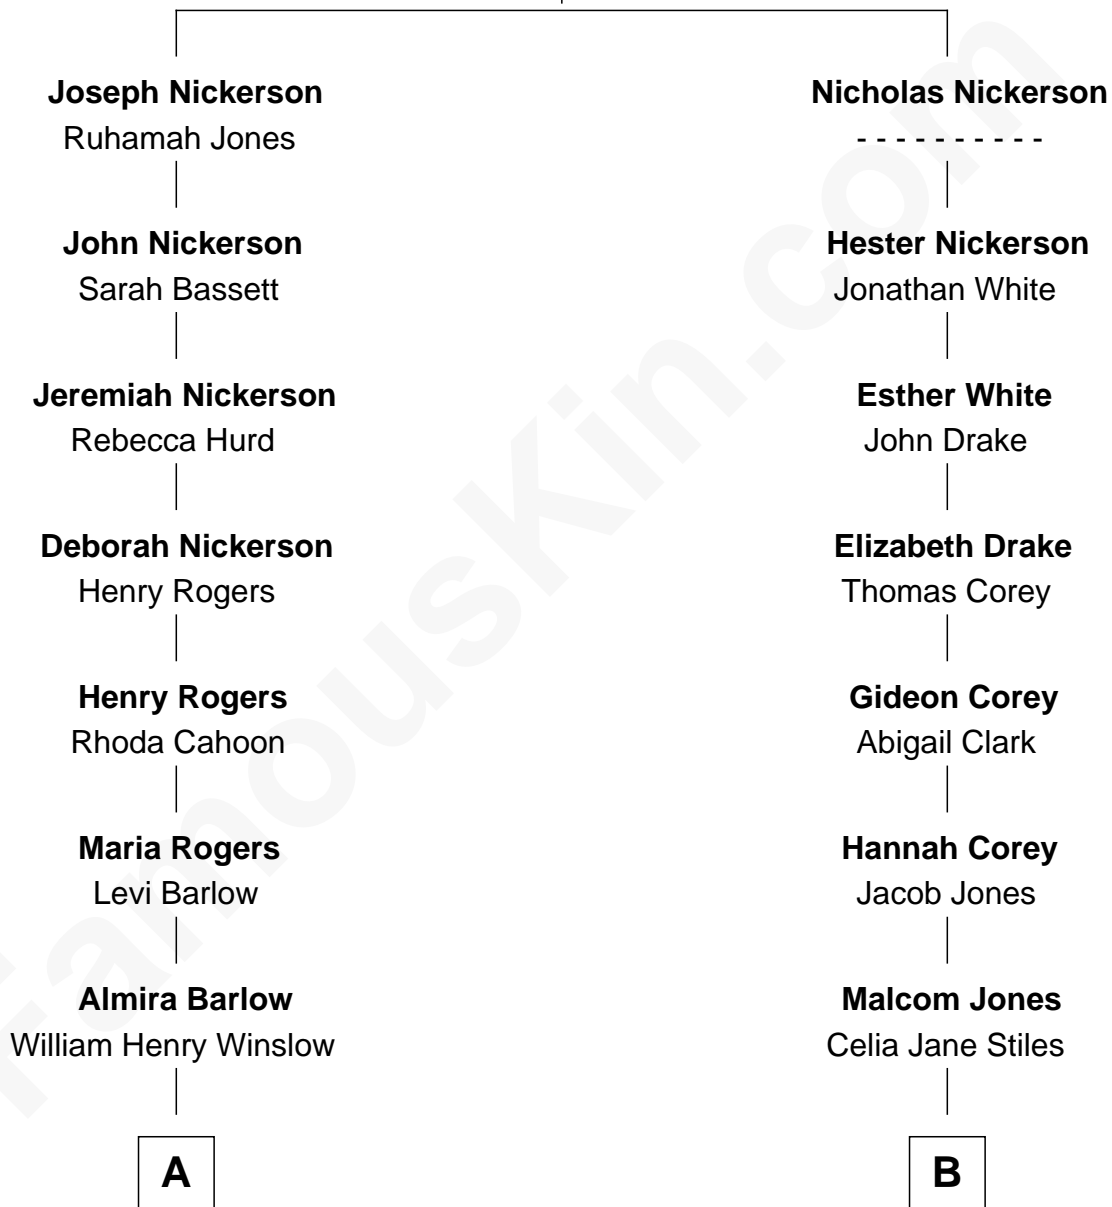 Joseph Nickerson
Ruhamah Jones
John Nickerson
Sarah Bassett
Jeremiah Nickerson
Rebecca Hurd
Deborah Nickerson
Henry Rogers
Henry Rogers
Rhoda Cahoon
Maria Rogers
Levi Barlow
Almira Barlow
William Henry Winslow
A
Nicholas Nickerson
- - - - - - - - - -
Hester Nickerson
Jonathan White
Esther White
John Drake
Elizabeth Drake
Thomas Corey
Gideon Corey
Abigail Clark
Hannah Corey
Jacob Jones
Malcom Jones
Celia Jane Stiles
B
FamousKin.com